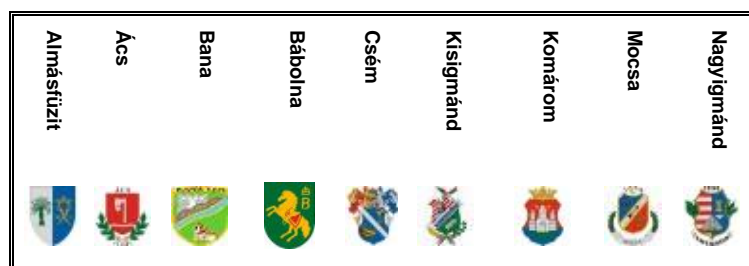 Almásfüzit
Ács
Bana
Bábolna
Csém
Kisigmánd
Komárom
Mocsa
Nagyigmánd